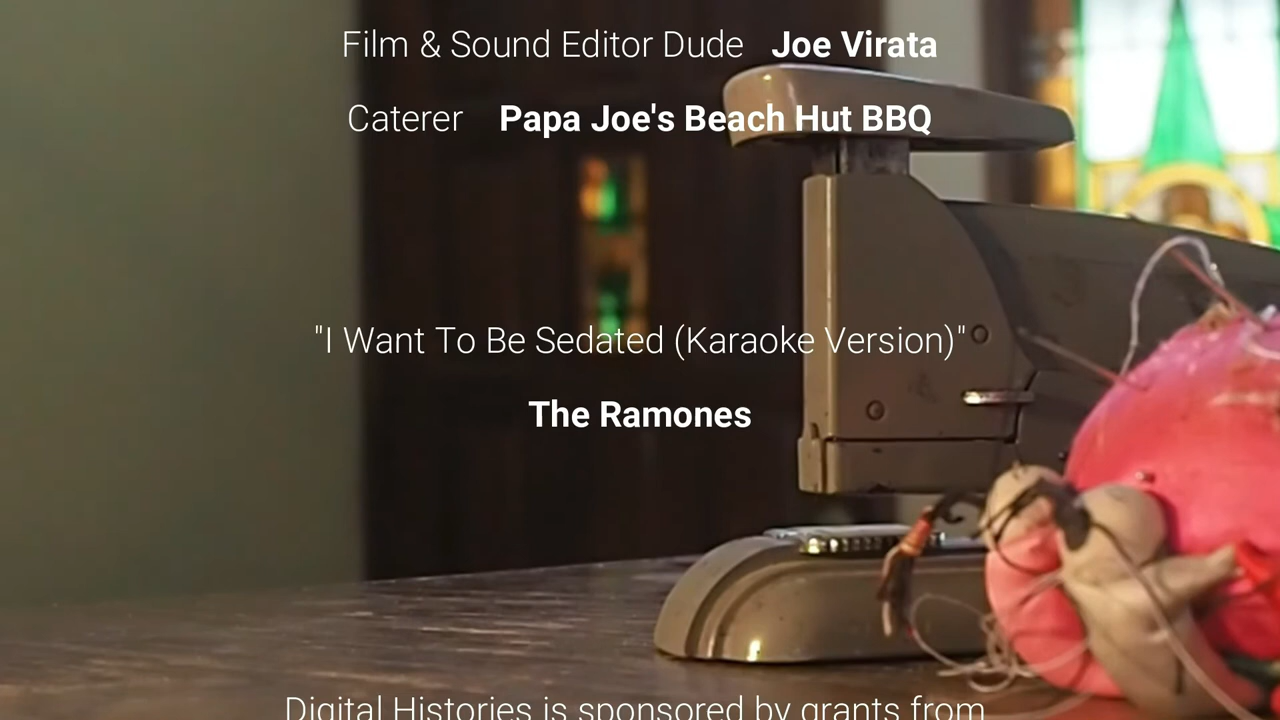 Film & Sound Editor Dude Joe Virata
Caterer Papa Joe's Beach Hut BBQ
"I Want To Be Sedated (Karaoke Version)"
The Ramones
Digital Histories is sponsored by grants from